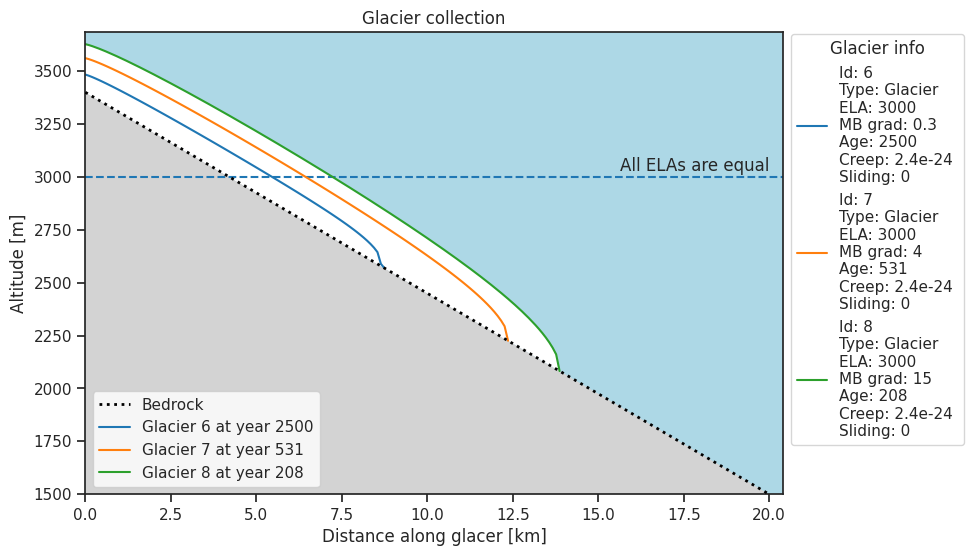 Glacier collection
Altitude [m]
3500
3250
3000
2750
2500
2250
2000
1750
1500
All ELAs are equal
Bedrock
Glacier 6 at year 2500
Glacier 7 at year 531
Glacier 8 at year 208
0.0 2.5 5.0 7.5 10.0 12.5 15.0 17.5 20.0
Distance along glacer [km]
Glacier info
Id: 6
Type: Glacier
ELA: 3000
MB grad: 0.3
Age: 2500
Creep: 2.4e-24
Sliding: 0
Id: 7
Type: Glacier
ELA: 3000
MB grad: 4
Age: 531
Creep: 2.4e-24
Sliding: 0
Id: 8
Type: Glacier
ELA: 3000
MB grad: 15
Age: 208
Creep: 2.4e-24
Sliding: 0